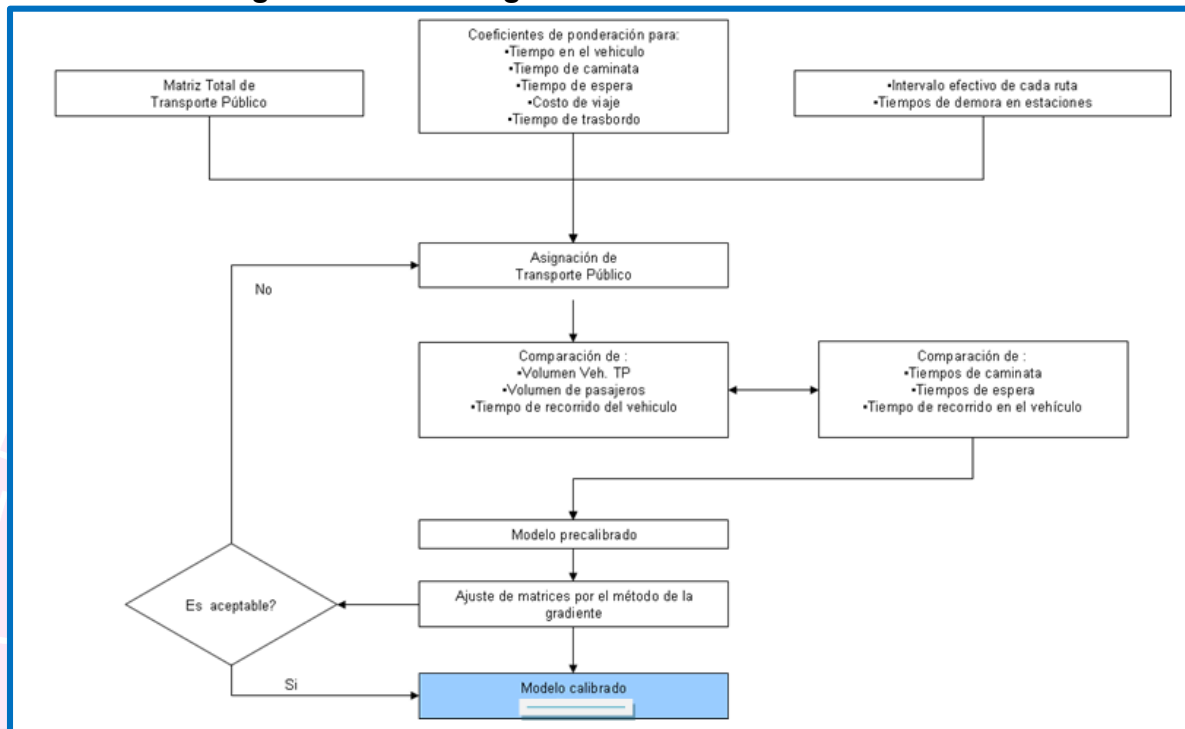 Coeficientes de ponderación para:
•Tiempo en el vehiculo
•Tiempo de caminata
•Tiempo de espera
•Costo de viaje
•Tiempo de trasbordo
Matriz Total de
Transporte Público
•Intervalo efectivo de cada ruta
•Tiempos de demora en estaciones
Asignación de
Transporte Público
No
Comparación de :
•Volumen Veh. TP
•Volumen de pasajeros
•Tiempo de recorrido del vehiculo
Comparación de :
•Tiempos de caminata
•Tiempos de espera
•Tiempo de recorrido en el vehículo
Modelo precalibrado
Es aceptable?
Ajuste de matrices por el método de la
gradiente
Si
Modelo calibrado